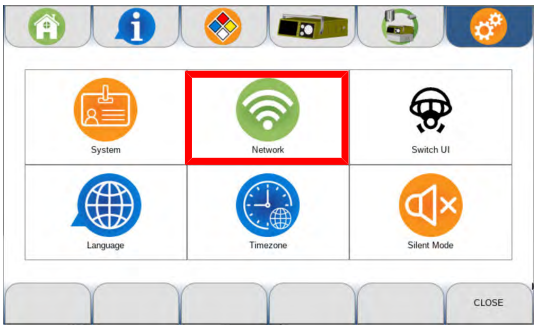 System
Network
Switch UI
Language
Timezone
Silent Mode
CLOSE